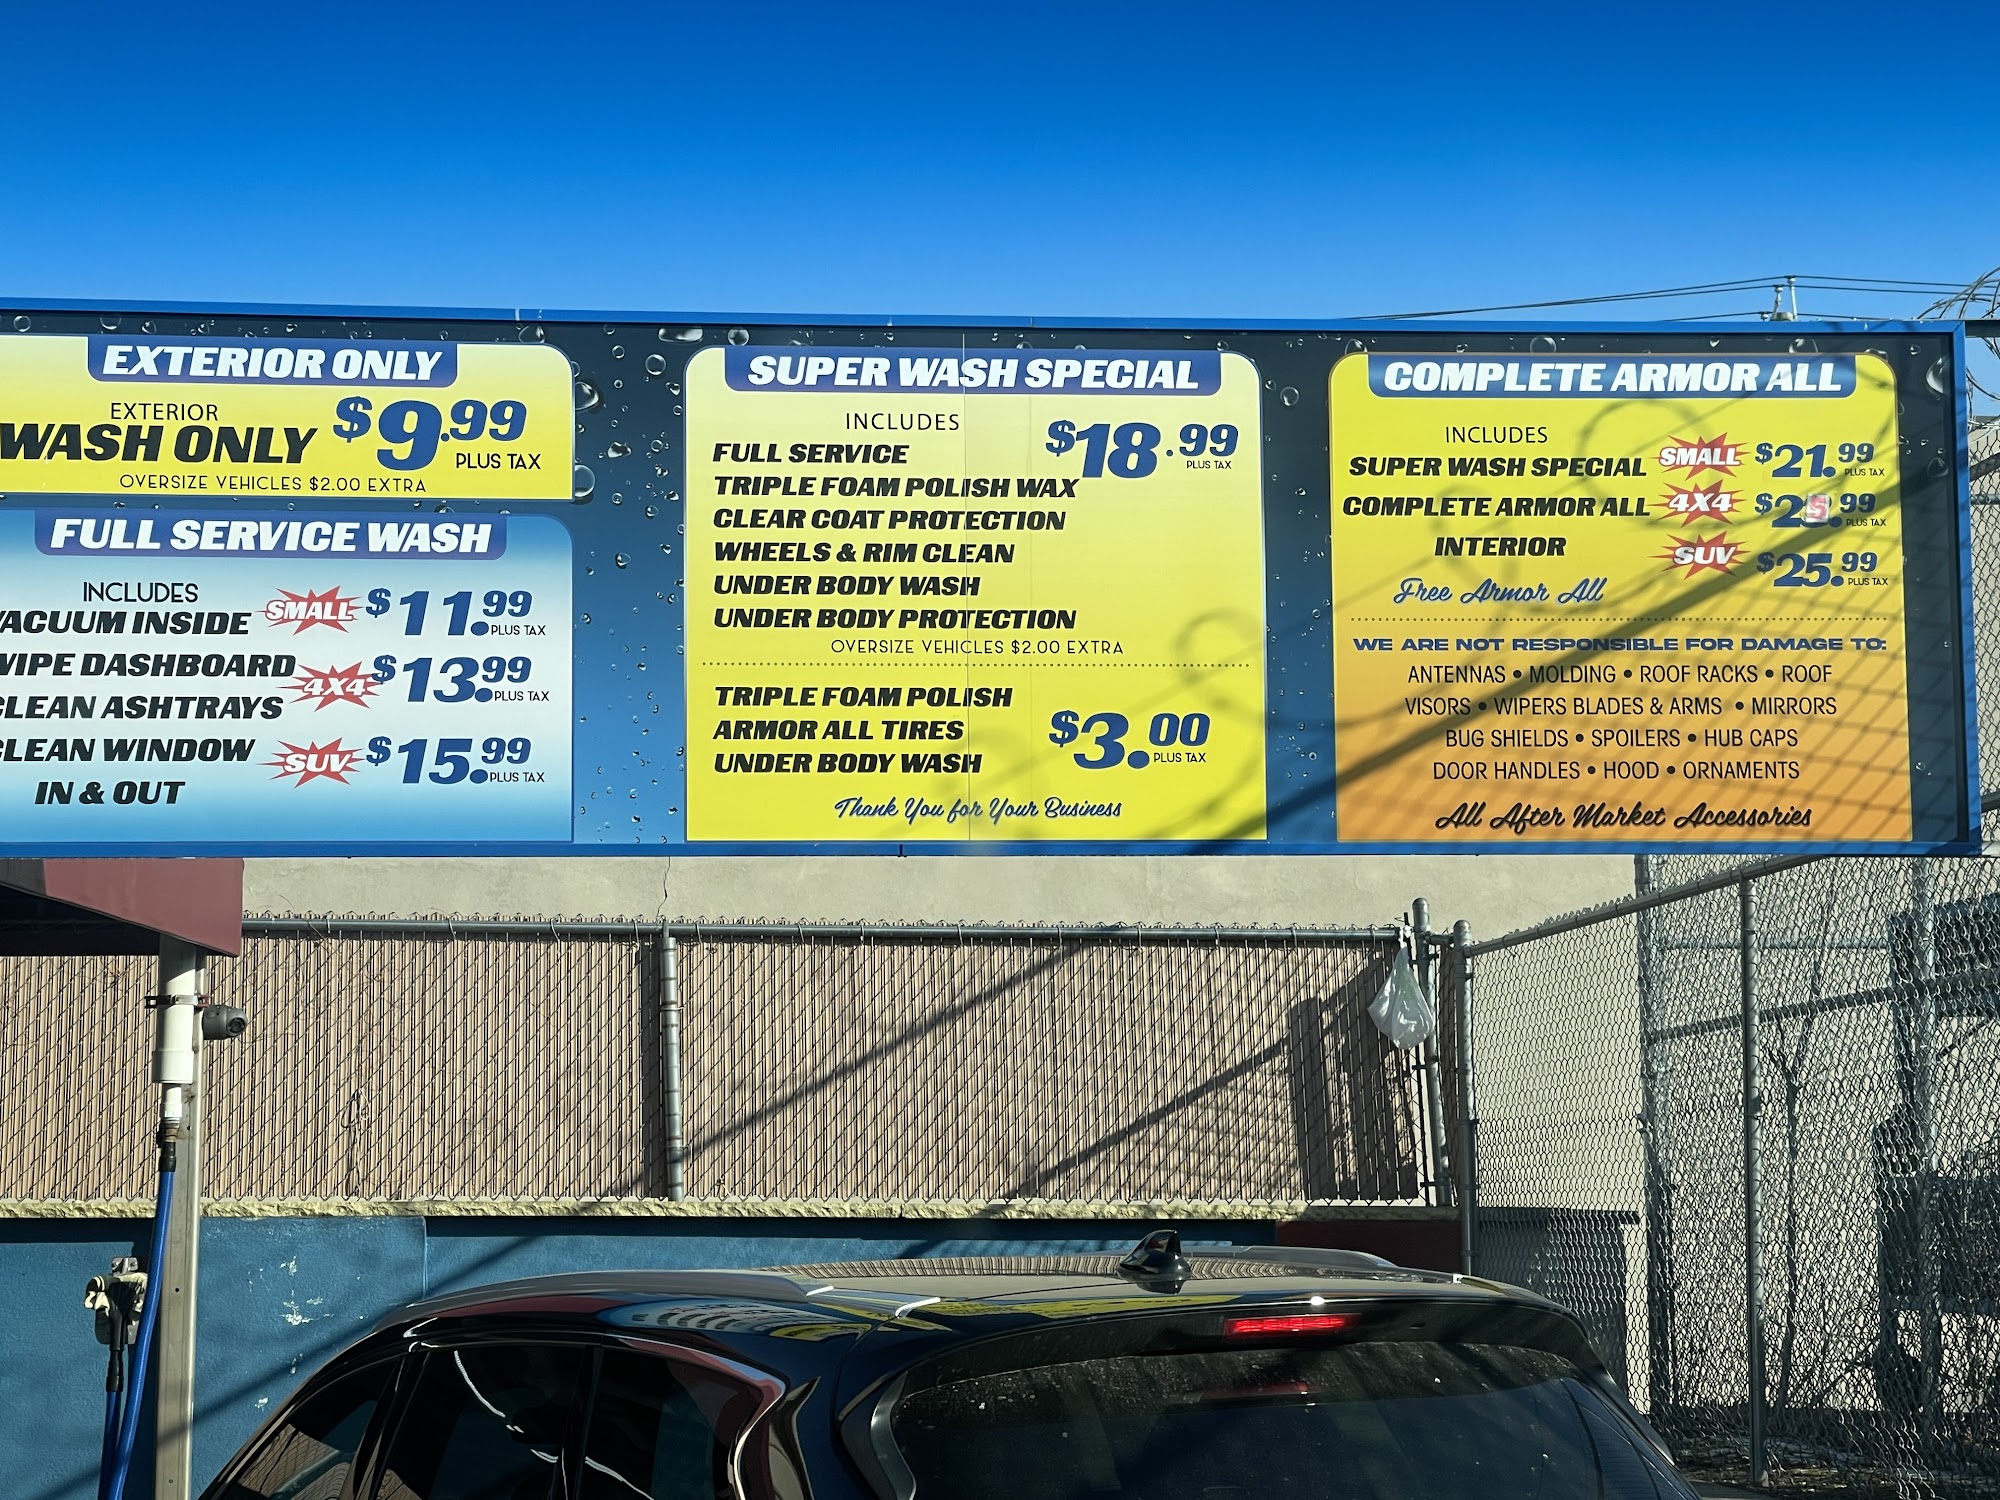 EXTERIOR ONLY
EXTERIOR
WASH ONLY $9.99
PLUS TAX
OVERSIZE VEHICLES $2.00 EXTRA
FULL SERVICE WASH
INCLUDES
VACUUM INSIDE SMALL $11.99 PLUS TAX
WIPE DASHBOARD
4X4 $13.99 PLUS TAX
CLEAN ASHTRAYS
CLEAN WINDOW SUV $15.99 PLUS TAX
IN & OUT
SUPER WASH SPECIAL
INCLUDES
FULL SERVICE $18.99 PLUS TAX
TRIPLE FOAM POLISH WAX
CLEAR COAT PROTECTION
WHEELS & RIM CLEAN
UNDER BODY WASH
UNDER BODY PROTECTION
OVERSIZE VEHICLES $2.00 EXTRA
TRIPLE FOAM POLISH
ARMOR ALL TIRES $3.00 PLUS TAX
UNDER BODY WASH
Thank You for Your Business
COMPLETE ARMOR ALL
INCLUDES
SUPER WASH SPECIAL SMALL $21.99 PLUS TAX
COMPLETE ARMOR ALL 4X4 PLUS TAX
INTERIOR SUV $25.99 PLUS TAX
Free Armor All
WE ARE NOT RESPONSIBLE FOR DAMAGE TO:
ANTENNAS • MOLDING • ROOF RACKS • ROOF
VISORS • WIPERS BLADES & ARMS • MIRRORS
BUG SHIELDS • SPOILERS • HUB CAPS
DOOR HANDLES • HOOD • ORNAMENTS
All After Market Accessories